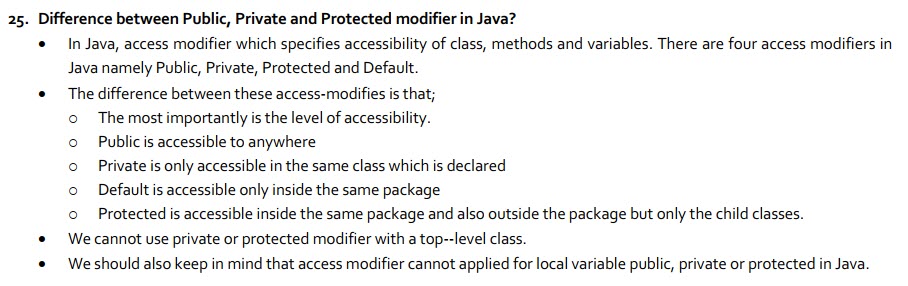 25. Difference between Public, Private and Protected modifier in Java?
• In Java, access modifier which specifies accessibility of class, methods and variables. There are four access modifiers in
Java namely Public, Private, Protected and Default.
• The difference between these access-modifies is that;
o The most importantly is the level of accessibility.
o Public is accessible to anywhere
o Private is only accessible in the same class which is declared
o Default is accessible only inside the same package
o Protected is accessible inside the same package and also outside the package but only the child classes.
• We cannot use private or protected modifier with a top--level class.
• We should also keep in mind that access modifier cannot applied for local variable public, private or protected in Java.